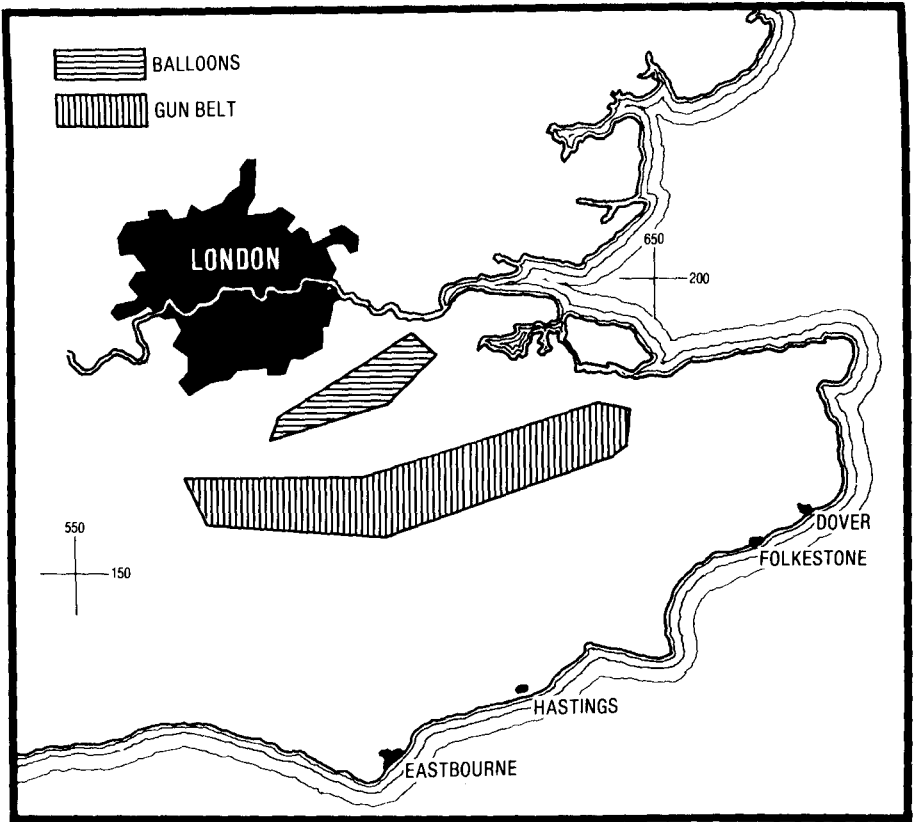 BALLOONS
GUN BELT
LONDON
650
200
550
150
DOVER
FOLKESTONE
HASTINGS
EASTBOURNE